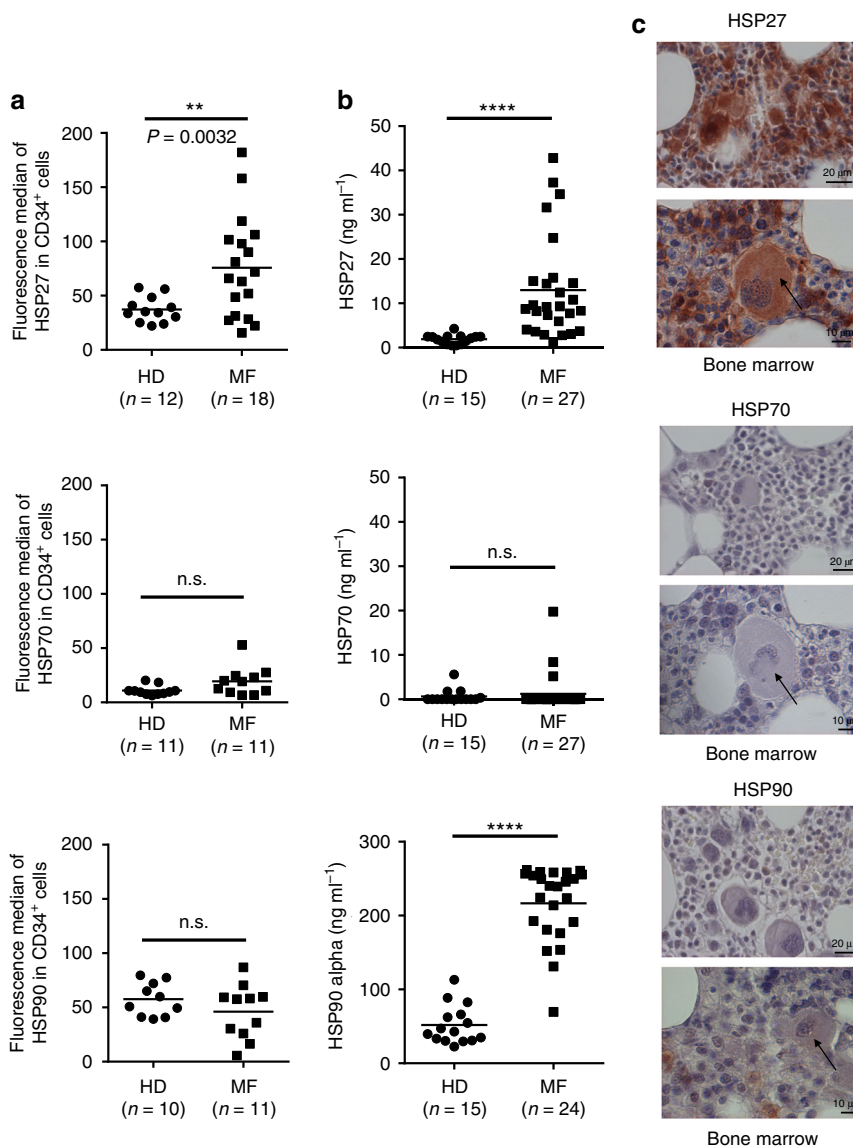 a
**
P = 0.0032
Fluorescence median of
HSP27 in CD34⁺ cells
200
150
100
50
0
HD
MF
(n = 12)
(n = 18)
b
****
HSP27 (ng ml⁻¹)
50
40
30
20
10
0
HD
MF
(n = 15)
(n = 27)
c
HSP27
20 μm
10 μm
Bone marrow
n.s.
Fluorescence median of
HSP70 in CD34⁺ cells
200
150
100
50
0
HD
MF
(n = 11)
(n = 11)
n.s.
HSP70 (ng ml⁻¹)
50
40
30
20
10
0
HD
MF
(n = 15)
(n = 27)
HSP70
20 μm
10 μ
Bone marrow
n.s.
Fluorescence median of
HSP90 in CD34⁺ cells
200
150
100
50
0
HD
MF
(n = 10)
(n = 11)
****
HSP90 alpha (ng ml⁻¹)
300
200
100
0
HD
MF
(n = 15)
(n = 24)
HSP90
20 μ
10 μ
Bone marrow